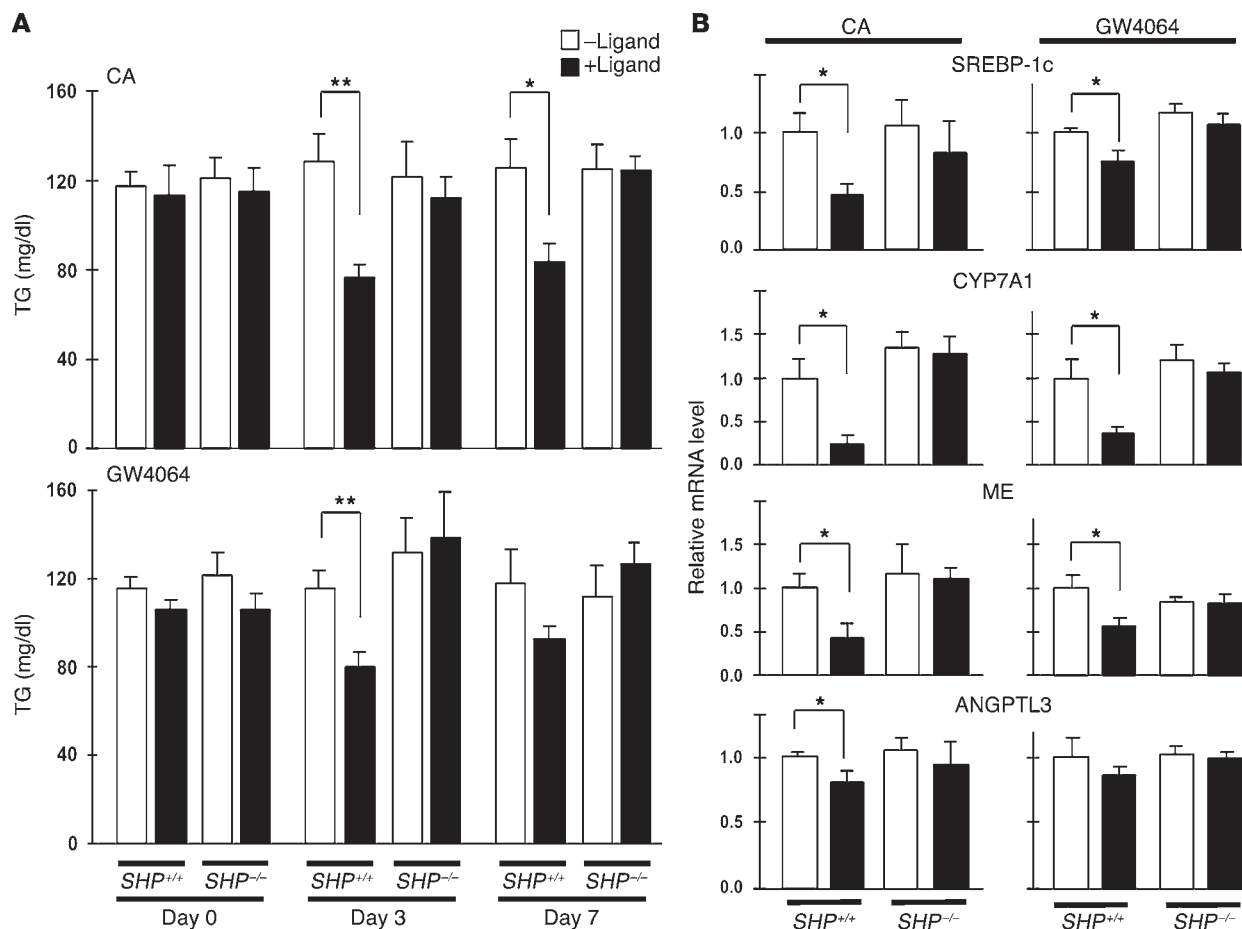 A
–Ligand
+Ligand
CA
** *
160
120
80
40
0
TG (mg/dl)
GW4064
**
160
120
80
40
0
TG (mg/dl)
SHP+/+ SHP–/– SHP+/+ SHP–/– SHP+/+ SHP–/–
Day 0 Day 3 Day 7
B
CA GW4064
SREBP-1c
* *
1.0
0.5
0.0
CYP7A1
* *
1.5
1.0
0.5
0.0
Relative mRNA level
ME
* *
1.5
1.0
0.5
0.0
ANGPTL3
*
1.0
0.5
0.0
SHP+/+ SHP–/– SHP+/+ SHP–/–